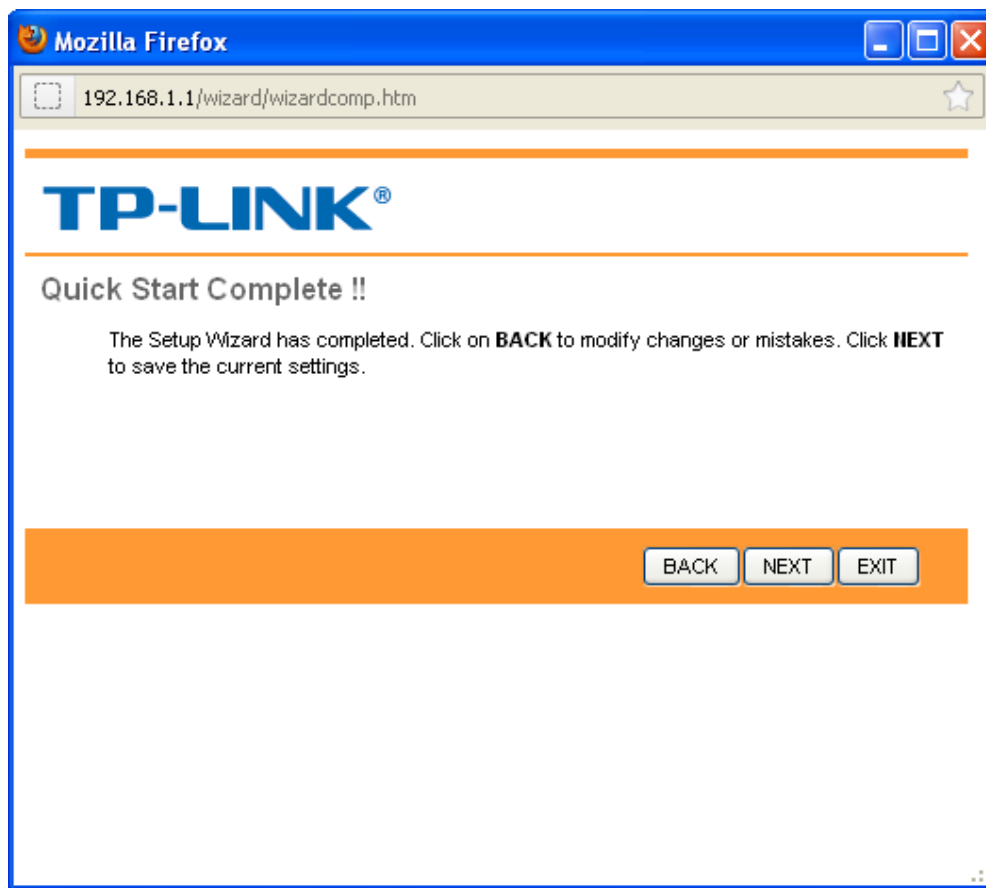 Mozilla Firefox
192.168.1.1/wizard/wizardcomp.htm
TP-LINK®
Quick Start Complete !!
The Setup Wizard has completed. Click on BACK to modify changes or mistakes. Click NEXT
to save the current settings.
BACK NEXT EXIT